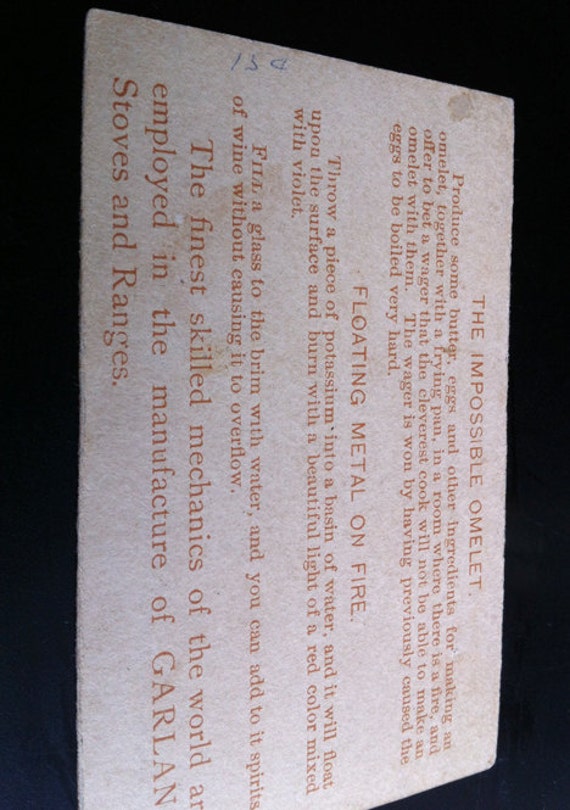 15¢
THE IMPOSSIBLE OMELET.
Produce some butter, eggs and other ingredients for making an
omelet, together with a frying pan, in a room where there is a fire, and
offer to bet a wager that the cleverest cook will not be able to make an
omelet with them. The wager is won by having previously caused the
eggs to be boiled very hard.
FLOATING METAL ON FIRE.
Throw a piece of potassium into a basin of water, and it will float
upon the surface and burn with a beautiful light of a red color mixed
with violet.
FILL a glass to the brim with water, and you can add to it spirits
of wine without causing it to overflow.
The finest skilled mechanics of the world ar
employed in the manufacture of GARLAN
Stoves and Ranges.